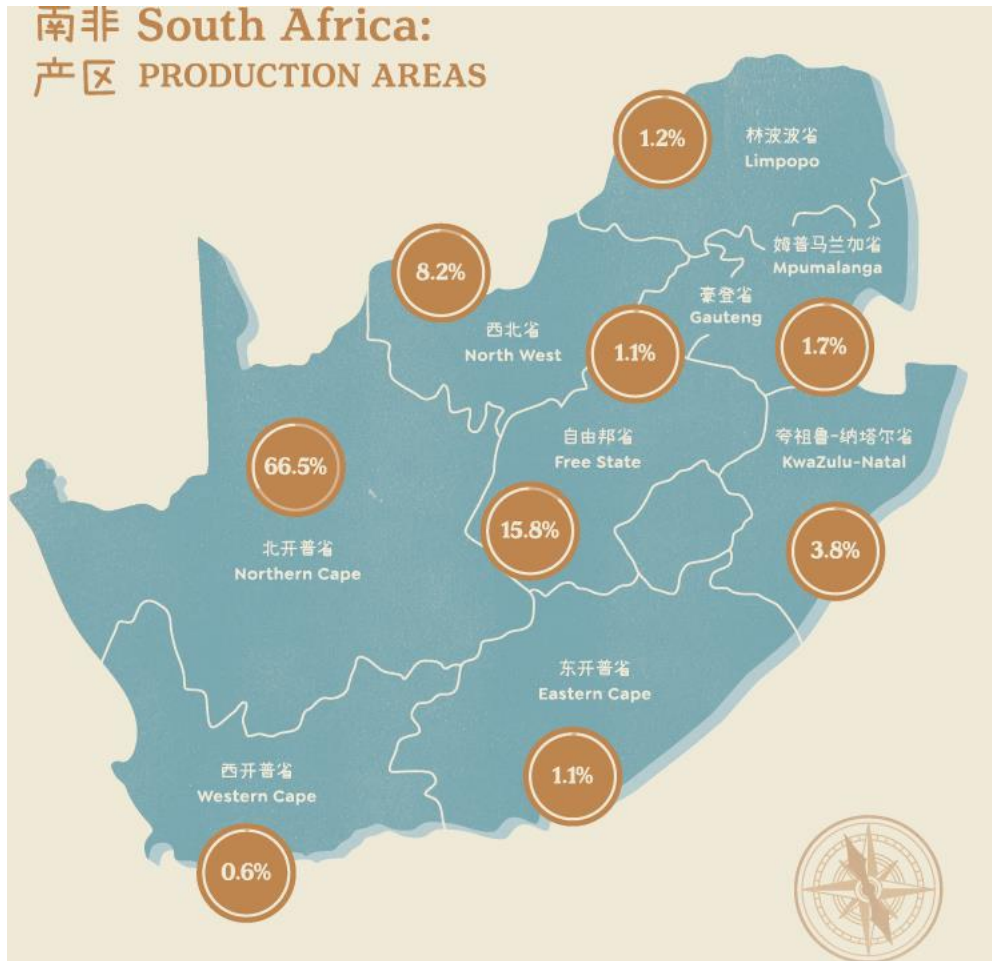 南非 South Africa:
产区 PRODUCTION AREAS
1.2%
林波波省
Limpopo
8.2%
姆普马兰加省
Mpumalanga
豪登省
Gauteng
西北省
North West
1.1%
1.7%
66.5%
自由邦省
Free State
夸祖鲁-纳塔尔省
KwaZulu-Natal
15.8%
3.8%
北开普省
Northern Cape
东开普省
Eastern Cape
1.1%
西开普省
Western Cape
0.6%